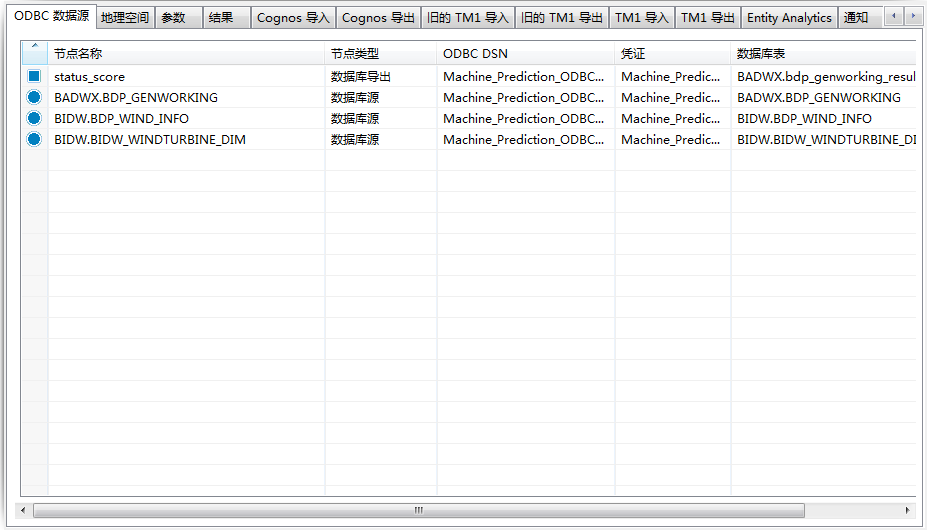 ODBC 数据源 地理空间 参数 结果 Cognos 导入 Cognos 导出 旧的 TM1 导入 旧的 TM1 导出 TM1 导入 TM1 导出 Entity Analytics 通知
节点名称 节点类型 ODBC DSN 凭证 数据库表
status_score 数据库导出 Machine_Prediction_ODBC... Machine_Predic... BADWX.bdp_genworking_resul
BADWX.BDP_GENWORKING 数据库源 Machine_Prediction_ODBC... Machine_Predic... BADWX.BDP_GENWORKING
BIDW.BDP_WIND_INFO 数据库源 Machine_Prediction_ODBC... Machine_Predic... BIDW.BDP_WIND_INFO
BIDW.BIDW_WINDTURBINE_DIM 数据库源 Machine_Prediction_ODBC... Machine_Predic... BIDW.BIDW_WINDTURBINE_DI